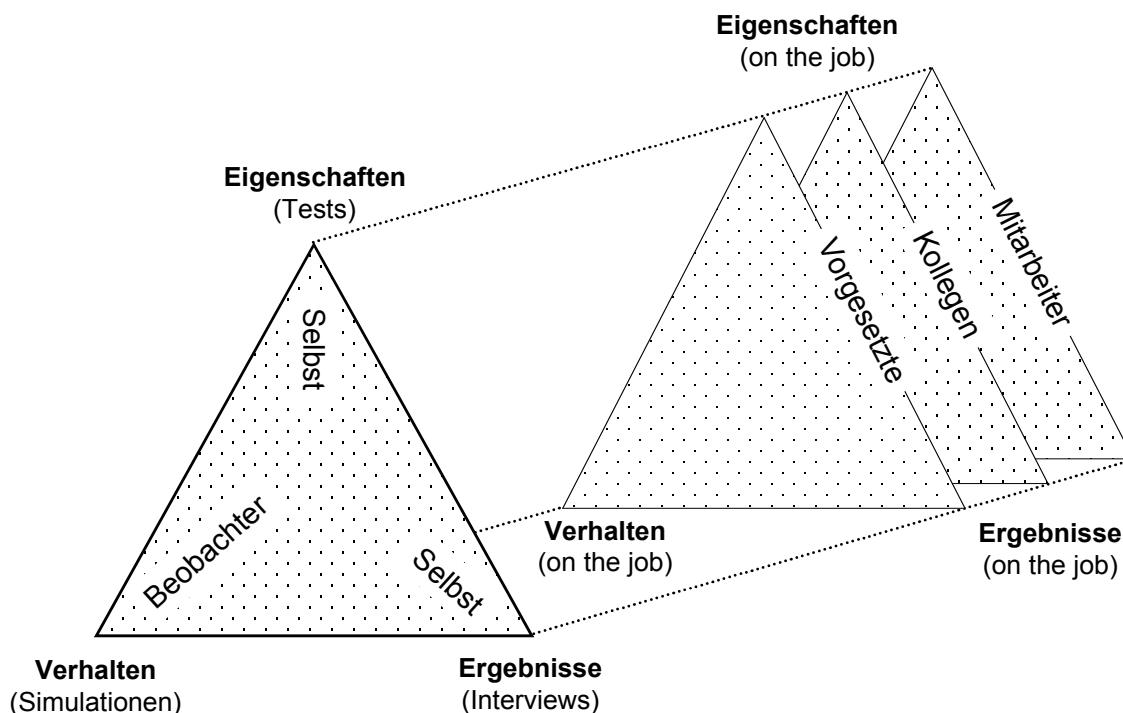 Eigenschaften
(on the job)
Eigenschaften
(Tests)
Selbst
Beobachter
Selbst
Vorgesetzte
Kollegen
Mitarbeiter
Verhalten
(on the job)
Ergebnisse
(on the job)
Verhalten
(Simulationen)
Ergebnisse
(Interviews)